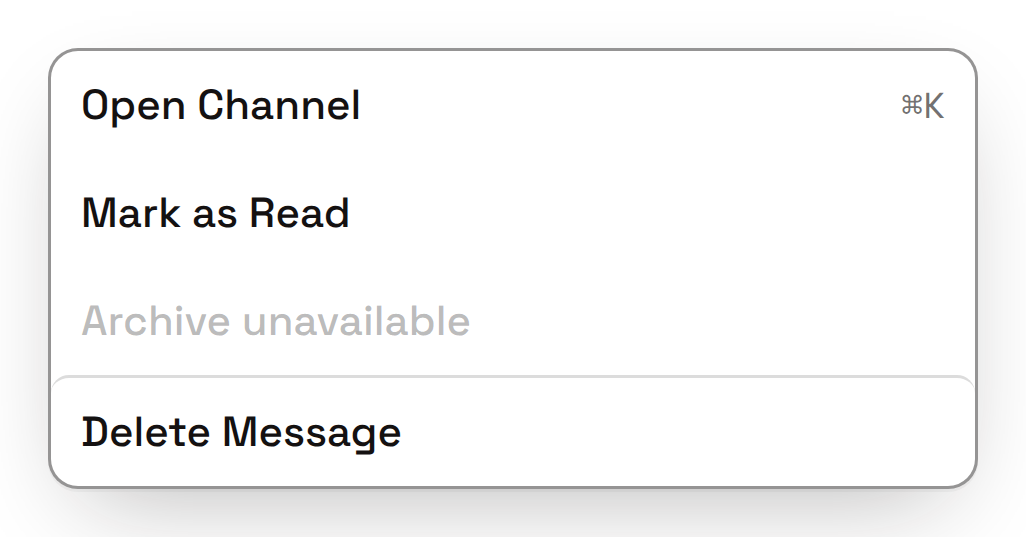 Open Channel ⌘K
Mark as Read
Archive unavailable
Delete Message